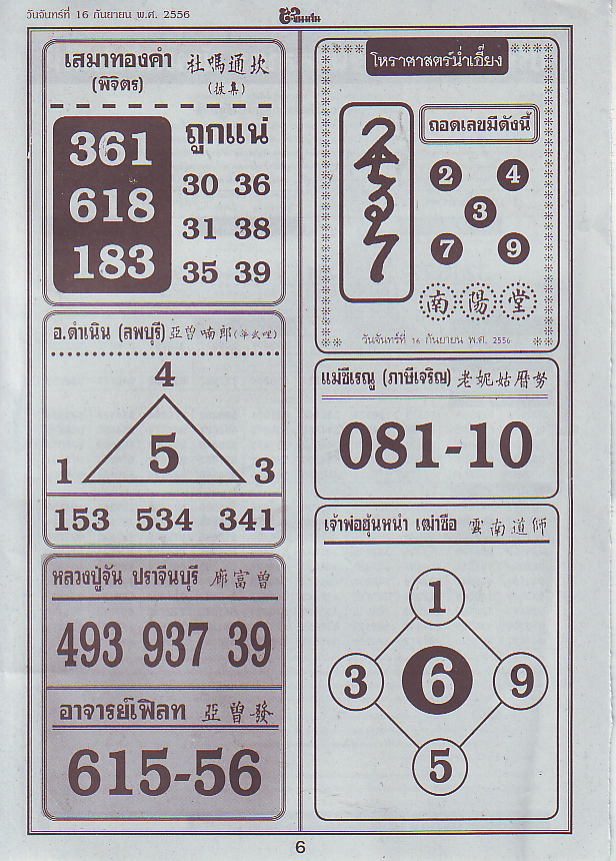 วันจันทร์ที่ 16 กันยายน พ.ศ. 2556
เสมาทองคำ
(พิจิตร)
361
618
183
ถูกแน่
30 36
31 38
35 39
โหราศาสตร์น่ำเอี๊ยง
ถอดเลขมีดังนี้
2 4
3
7 9
南 陽 堂
วันจันทร์ที่ 16 กันยายน พ.ศ. 2556
อ.ดำเนิน (ลพบุรี)
4
5
1 3
153 534 341
แม่ชีเรณู (ภาษีเจริญ)
081-10
หลวงปู่จัน ปราจีนบุรี
493 937 39
อาจารย์เฟิลท 亞曾發
615-56
เจ้าพ่อฮุ้นหนำ เฒ่าซือ 雲南道師
1
3 6 9
5
6